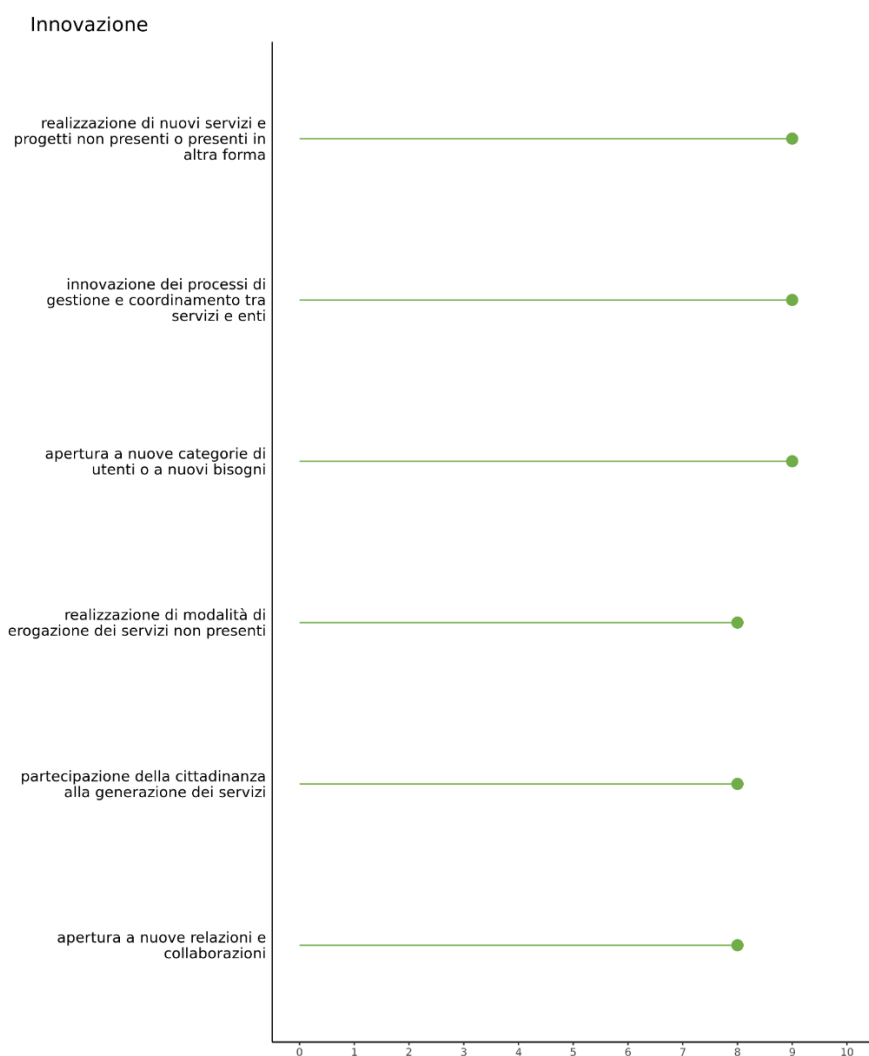 Innovazione
realizzazione di nuovi servizi e
progetti non presenti o presenti in
altra forma
innovazione dei processi di
gestione e coordinamento tra
servizi e enti
apertura a nuove categorie di
utenti o a nuovi bisogni
realizzazione di modalità di
erogazione dei servizi non presenti
partecipazione della cittadinanza
alla generazione dei servizi
apertura a nuove relazioni e
collaborazioni
0 1 2 3 4 5 6 7 8 9 10